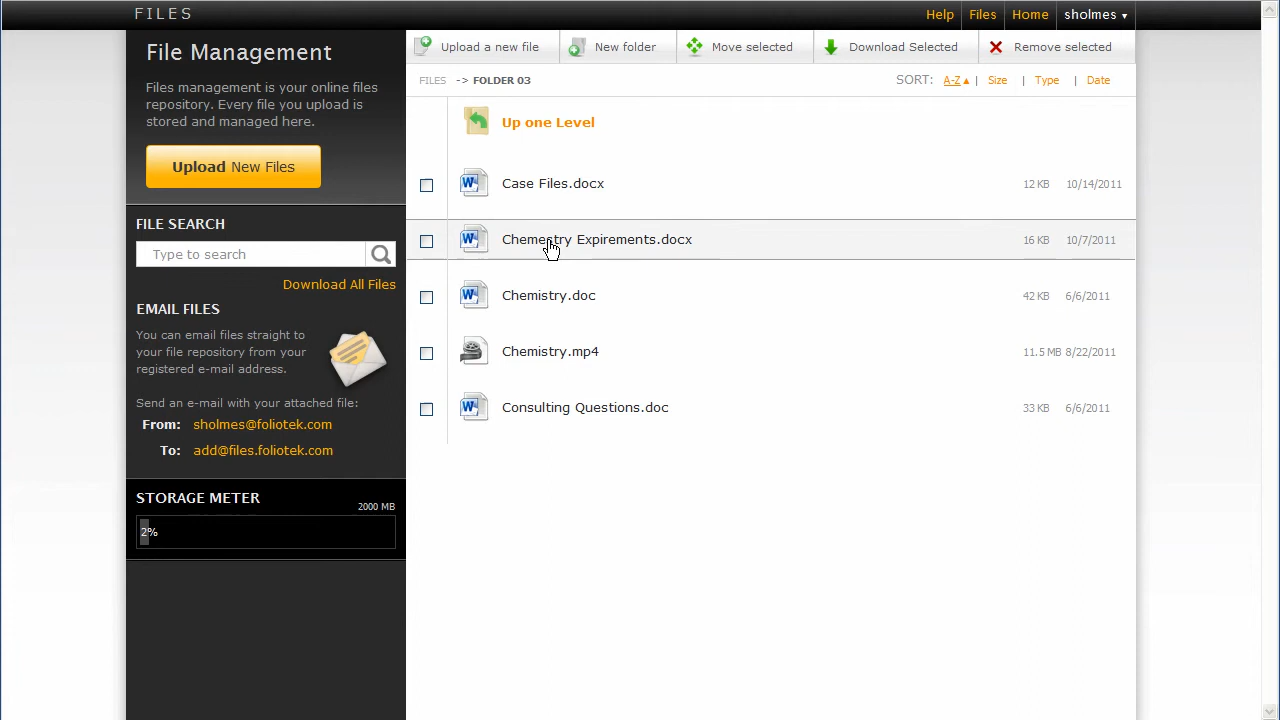 FILES
Help Files Home sholmes ▾
File Management
Files management is your online files
repository. Every file you upload is
stored and managed here.
Upload New Files
FILE SEARCH
Type to search
Download All Files
EMAIL FILES
You can email files straight to
your file repository from your
registered e-mail address.
Send an e-mail with your attached file:
From: sholmes@foliotek.com
To: add@files.foliotek.com
STORAGE METER
2000 MB
2%
Upload a new file New folder Move selected Download Selected Remove selected
FILES -> FOLDER 03 SORT: A-Z ▲ | Size | Type | Date
Up one Level
Case Files.docx 12 KB 10/14/2011
Chemestry Expirements.docx 16 KB 10/7/2011
Chemistry.doc 42 KB 6/6/2011
Chemistry.mp4 11.5 MB 8/22/2011
Consulting Questions.doc 33 KB 6/6/2011